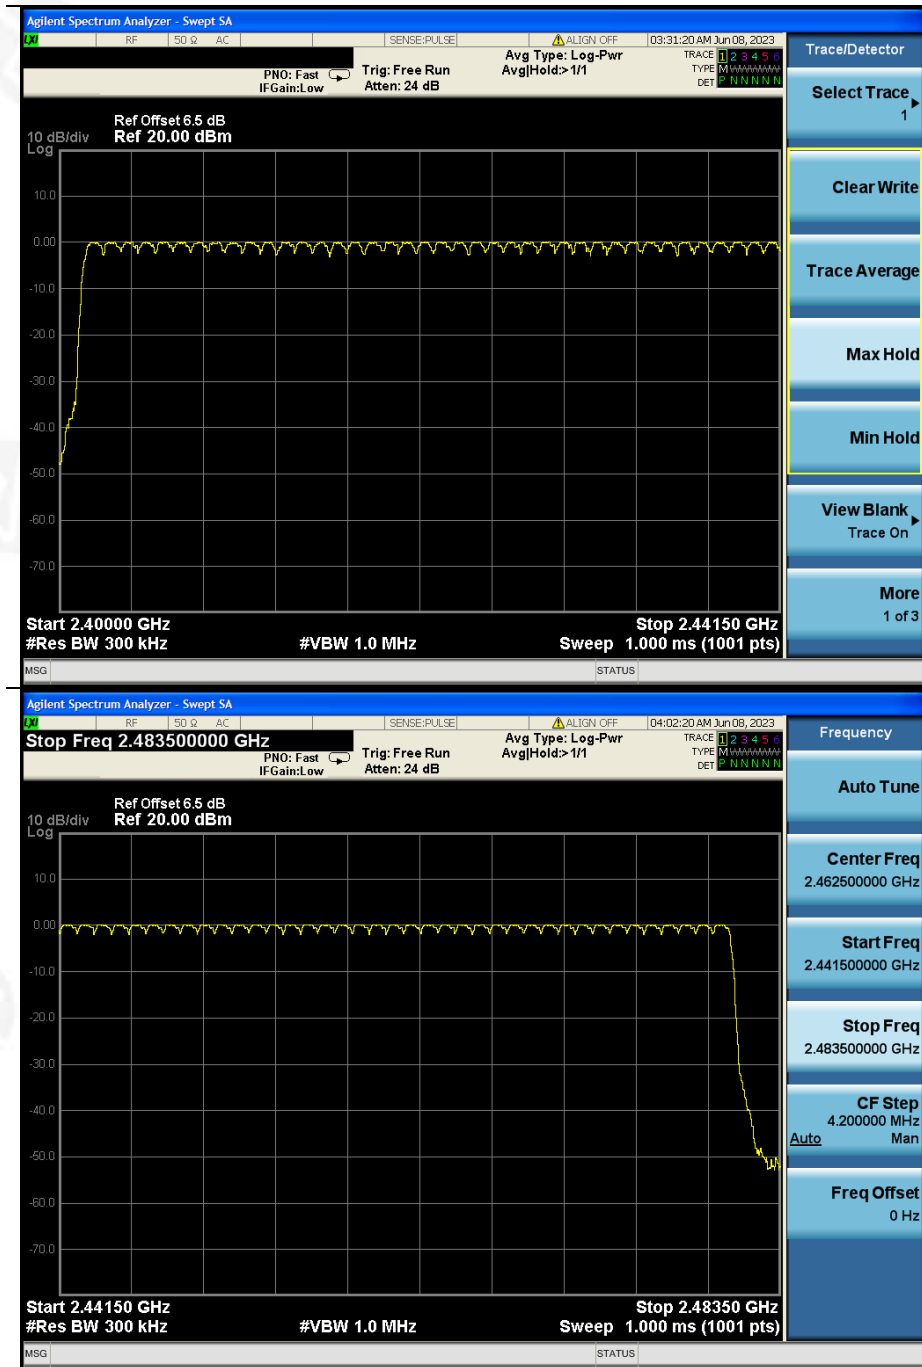 Agilent Spectrum Analyzer - Swept SA
LXI RF 50 Ω AC SENSE:PULSE ALIGN OFF 03:31:20 AM Jun 08, 2023
Trace/Detector
PNO: Fast
IFGain:Low
Trig: Free Run
Atten: 24 dB
Avg Type: Log-Pwr
Avg|Hold:>1/1
TRACE 1 2 3 4 5 6
TYPE M WWWWW
DET P N N N N N
Select Trace
1
Ref Offset 6.5 dB
10 dB/div Ref 20.00 dBm
Log
10.0
0.00
-10.0
-20.0
-30.0
-40.0
-50.0
-60.0
-70.0
Clear Write
Trace Average
Max Hold
Min Hold
View Blank
Trace On
More
1 of 3
Start 2.40000 GHz Stop 2.44150 GHz
#Res BW 300 kHz #VBW 1.0 MHz Sweep 1.000 ms (1001 pts)
MSG STATUS
Agilent Spectrum Analyzer - Swept SA
LXI RF 50 Ω AC SENSE:PULSE ALIGN OFF 04:02:20 AM Jun 08, 2023
Frequency
Stop Freq 2.483500000 GHz
PNO: Fast
IFGain:Low
Trig: Free Run
Atten: 24 dB
Avg Type: Log-Pwr
Avg|Hold:>1/1
TRACE 1 2 3 4 5 6
TYPE M WWWWW
DET P N N N N N
Auto Tune
Ref Offset 6.5 dB
10 dB/div Ref 20.00 dBm
Log
10.0
0.00
-10.0
-20.0
-30.0
-40.0
-50.0
-60.0
-70.0
Center Freq
2.462500000 GHz
Start Freq
2.441500000 GHz
Stop Freq
2.483500000 GHz
CF Step
4.200000 MHz
Auto Man
Freq Offset
0 Hz
Start 2.44150 GHz Stop 2.48350 GHz
#Res BW 300 kHz #VBW 1.0 MHz Sweep 1.000 ms (1001 pts)
MSG STATUS